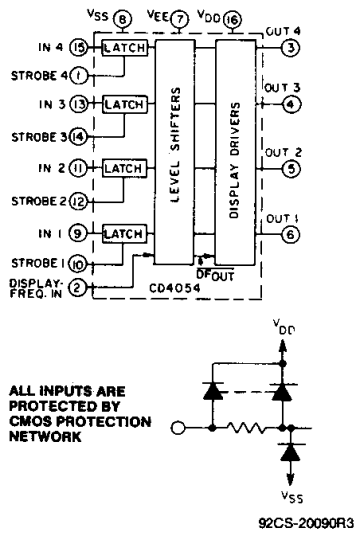 VSS VEE VDD
8 7 16
OUT 4
IN 4 15 LATCH 3
STROBE 4 1
OUT 3
IN 3 13 LATCH 4
STROBE 3 14
LEVEL SHIFTERS
DISPLAY DRIVERS
OUT 2
IN 2 11 LATCH 5
STROBE 2 12
OUT 1
IN 1 9 LATCH 6
STROBE 1 10
DISPLAY-
FREQ. IN 2
DFOUT
CD4054
VDD
ALL INPUTS ARE
PROTECTED BY
CMOS PROTECTION
NETWORK
VSS
92CS-20090R3